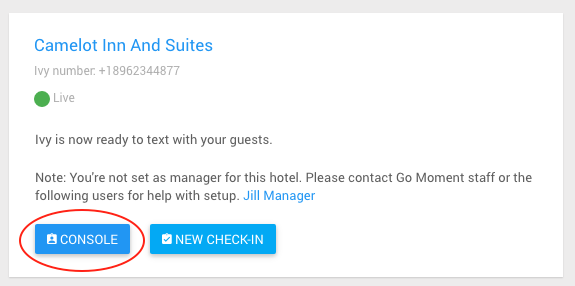 Camelot Inn And Suites
Ivy number: +18962344877
Live
Ivy is now ready to text with your guests.
Note: You're not set as manager for this hotel. Please contact Go Moment staff or the
following users for help with setup. Jill Manager
CONSOLE
NEW CHECK-IN